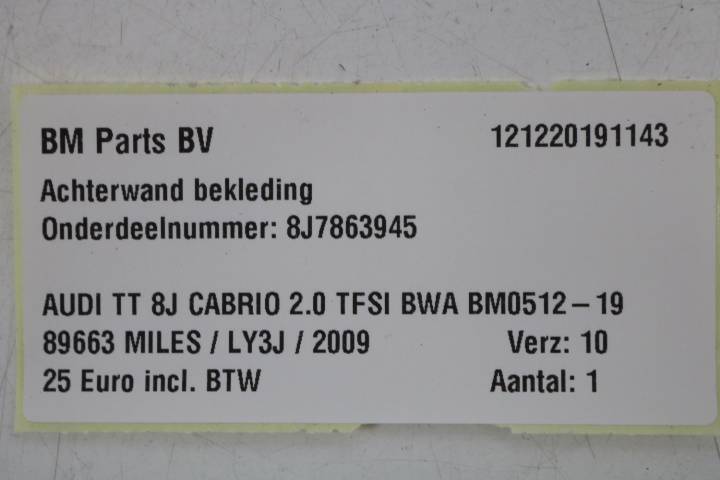 BM Parts BV 121220191143
Achterwand bekleding
Onderdeelnummer: 8J7863945
AUDI TT 8J CABRIO 2.0 TFSI BWA BM0512-19
89663 MILES / LY3J / 2009 Verz: 10
25 Euro incl. BTW Aantal: 1